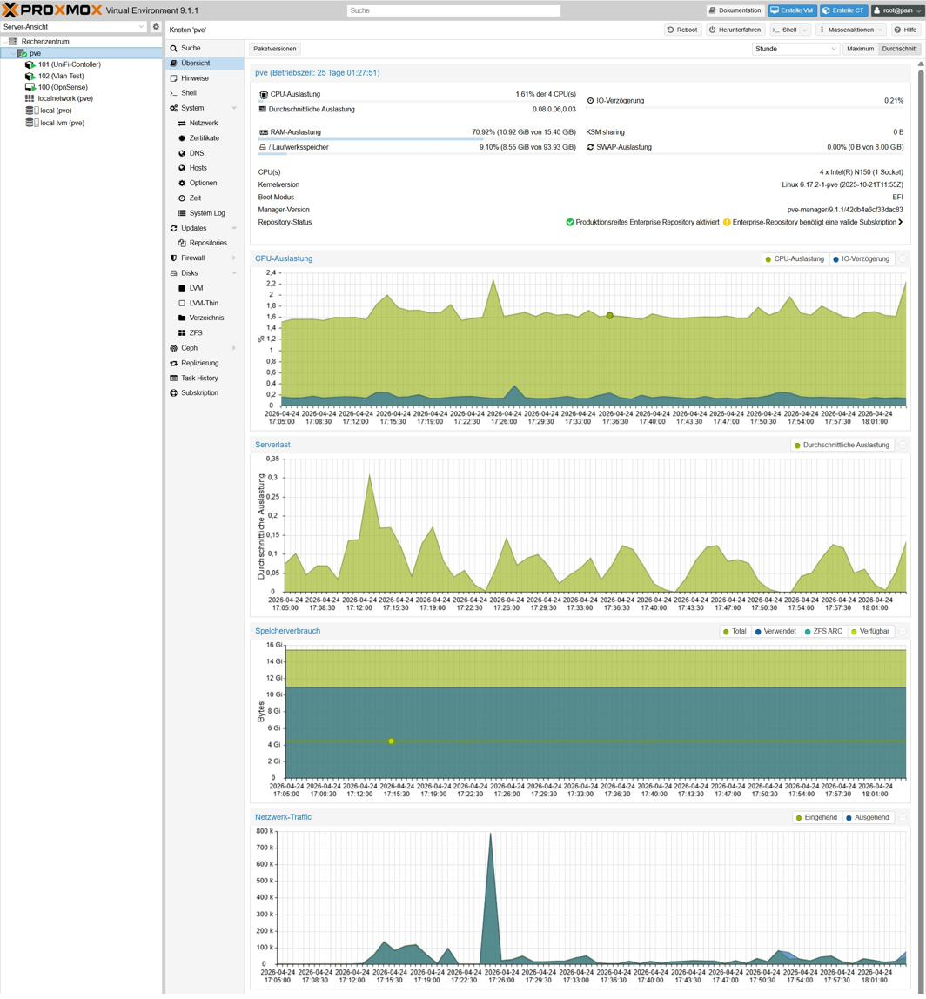 PROXMOX Virtual Environment 9.1.1 Suche Dokumentation Erstelle VM Erstelle CT root@pam
Server-Ansicht
Rechenzentrum
pve
101 (UniFi-Contoller)
102 (Vlan-Test)
100 (OpnSense)
localnetwork (pve)
local (pve)
local-lvm (pve)
Knoten 'pve' Reboot Herunterfahren Shell Massenaktionen Hilfe
Suche
Übersicht
Hinweise
Shell
System
Netzwerk
Zertifikate
DNS
Hosts
Optionen
Zeit
System Log
Updates
Repositories
Firewall
Disks
LVM
LVM-Thin
Verzeichnis
ZFS
Ceph
Replizierung
Task History
Subskription
Paketversionen Stunde Maximum Durchschnitt
pve (Betriebszeit: 25 Tage 01:27:51)
CPU-Auslastung 1.61% der 4 CPU(s)
IO-Verzögerung 0.21%
Durchschnittliche Auslastung 0.08,0.06,0.03
RAM-Auslastung 70.92% (10.92 GiB von 15.40 GiB)
KSM sharing 0 B
/ Laufwerksspeicher 9.10% (8.55 GiB von 93.93 GiB)
SWAP-Auslastung 0.00% (0 B von 8.00 GiB)
CPU(s) 4 x Intel(R) N150 (1 Socket)
Kernelversion Linux 6.17.2-1-pve (2025-10-21T11:55Z)
Boot Modus EFI
Manager-Version pve-manager/9.1.1/42db4a6cf33dac83
Repository-Status Produktionsreifes Enterprise Repository aktiviert Enterprise-Repository benötigt eine valide Subskription
CPU-Auslastung CPU-Auslastung IO-Verzögerung
2,4
2,2
2
1,8
1,6
1,4
%
1,2
1
0,8
0,6
0,4
0,2
0
2026-04-24 2026-04-24 2026-04-24 2026-04-24 2026-04-24 2026-04-24 2026-04-24 2026-04-24 2026-04-24 2026-04-24 2026-04-24 2026-04-24 2026-04-24 2026-04-24 2026-04-24 2026-04-24 2026-04-24
17:05:00 17:08:30 17:12:00 17:15:30 17:19:00 17:22:30 17:26:00 17:29:30 17:33:00 17:36:30 17:40:00 17:43:30 17:47:00 17:50:30 17:54:00 17:57:30 18:01:00
Serverlast Durchschnittliche Auslastung
0,35
0,3
0,25
0,2
Durchschnittliche Auslastung
0,15
0,1
0,05
0
2026-04-24 2026-04-24 2026-04-24 2026-04-24 2026-04-24 2026-04-24 2026-04-24 2026-04-24 2026-04-24 2026-04-24 2026-04-24 2026-04-24 2026-04-24 2026-04-24 2026-04-24 2026-04-24 2026-04-24
17:05:00 17:08:30 17:12:00 17:15:30 17:19:00 17:22:30 17:26:00 17:29:30 17:33:00 17:36:30 17:40:00 17:43:30 17:47:00 17:50:30 17:54:00 17:57:30 18:01:00
Speicherverbrauch Total Verwendet ZFS ARC Verfügbar
16 Gi
14 Gi
12 Gi
10 Gi
Bytes
8 Gi
6 Gi
4 Gi
2 Gi
0
2026-04-24 2026-04-24 2026-04-24 2026-04-24 2026-04-24 2026-04-24 2026-04-24 2026-04-24 2026-04-24 2026-04-24 2026-04-24 2026-04-24 2026-04-24 2026-04-24 2026-04-24 2026-04-24 2026-04-24
17:05:00 17:08:30 17:12:00 17:15:30 17:19:00 17:22:30 17:26:00 17:29:30 17:33:00 17:36:30 17:40:00 17:43:30 17:47:00 17:50:30 17:54:00 17:57:30 18:01:00
Netzwerk-Traffic Eingehend Ausgehend
800 k
700 k
600 k
500 k
400 k
300 k
200 k
100 k
0
2026-04-24 2026-04-24 2026-04-24 2026-04-24 2026-04-24 2026-04-24 2026-04-24 2026-04-24 2026-04-24 2026-04-24 2026-04-24 2026-04-24 2026-04-24 2026-04-24 2026-04-24 2026-04-24 2026-04-24
17:05:00 17:08:30 17:12:00 17:15:30 17:19:00 17:22:30 17:26:00 17:29:30 17:33:00 17:36:30 17:40:00 17:43:30 17:47:00 17:50:30 17:54:00 17:57:30 18:01:00